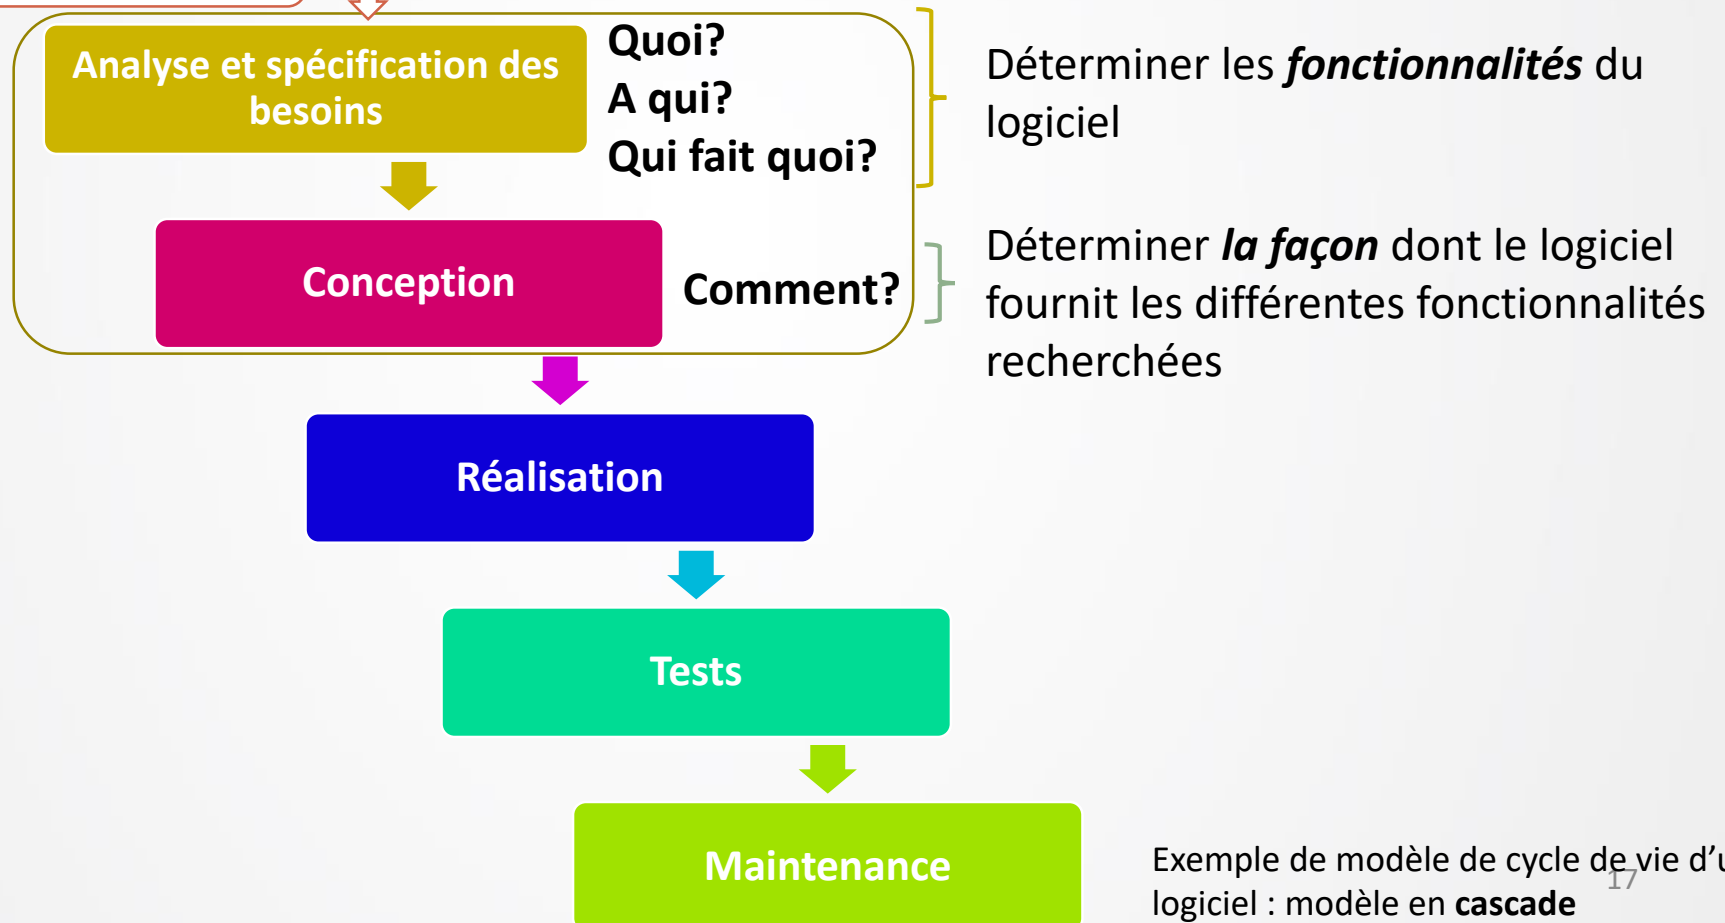 Analyse et spécification des
besoins
Quoi?
A qui?
Qui fait quoi?
Déterminer les fonctionnalités du
logiciel
Conception
Comment?
Déterminer la façon dont le logiciel
fournit les différentes fonctionnalités
recherchées
Réalisation
Tests
Maintenance
Exemple de modèle de cycle de vie d'u
logiciel : modèle en cascade
17